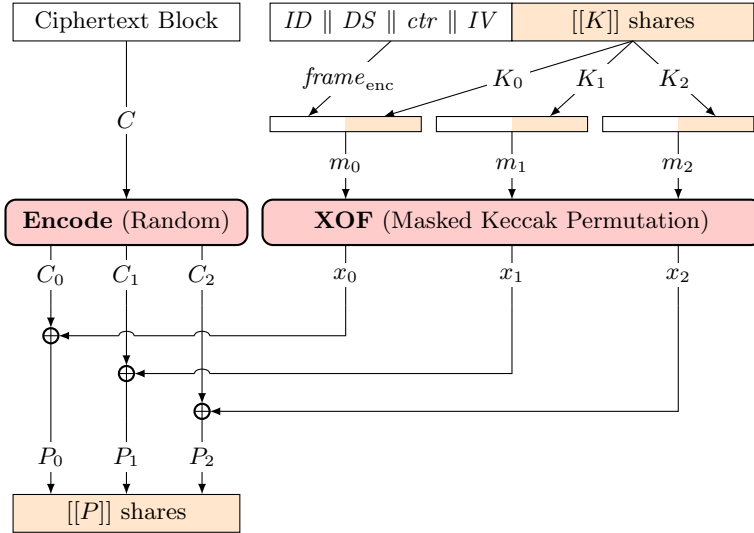 Ciphertext Block
ID ∥ DS ∥ ctr ∥ IV
[[K]] shares
frame_enc
K_0
K_1
K_2
C
m_0
m_1
m_2
Encode (Random)
XOF (Masked Keccak Permutation)
C_0
C_1
C_2
x_0
x_1
x_2
P_0
P_1
P_2
[[P]] shares